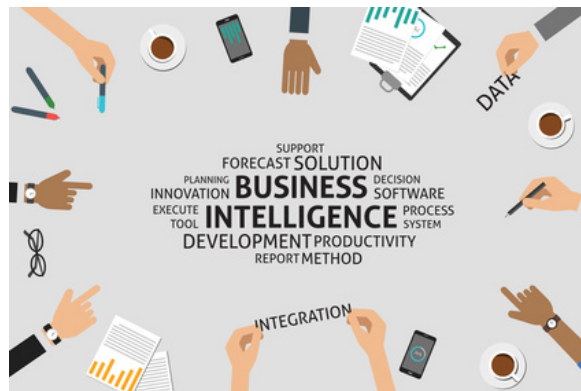 DATA
SUPPORT
FORECAST SOLUTION
PLANNING BUSINESS DECISION
INNOVATION SOFTWARE
EXECUTE INTELLIGENCE PROCESS
TOOL SYSTEM
DEVELOPMENT PRODUCTIVITY
REPORT METHOD
INTEGRATION